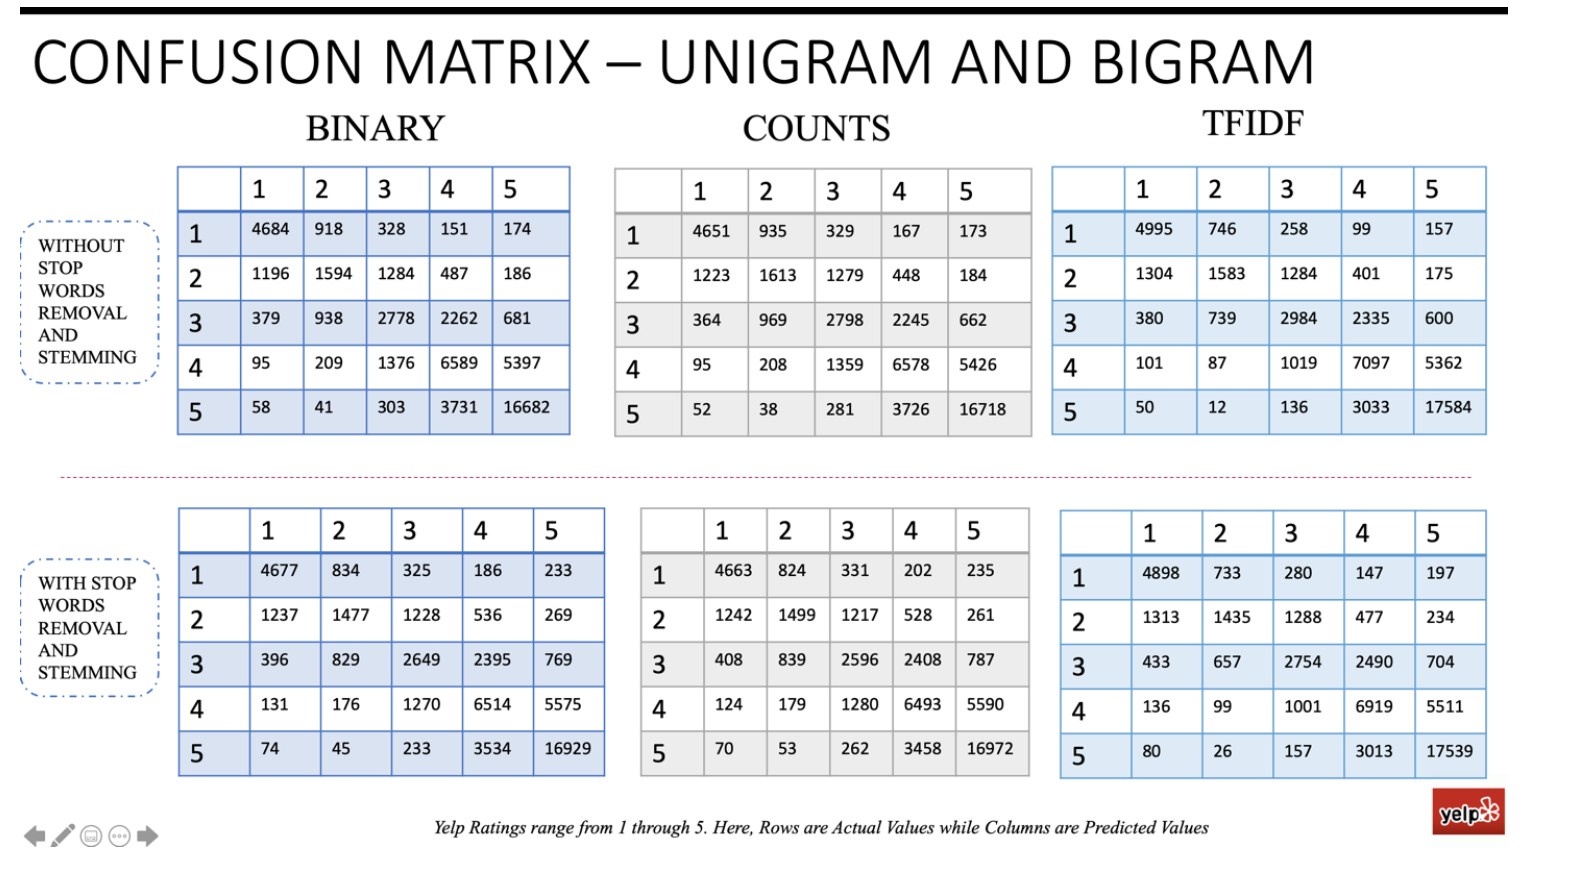 CONFUSION MATRIX – UNIGRAM AND BIGRAM
BINARY
COUNTS
TFIDF
WITHOUT
STOP
WORDS
REMOVAL
AND
STEMMING
1 2 3 4 5
1 4684 918 328 151 174
2 1196 1594 1284 487 186
3 379 938 2778 2262 681
4 95 209 1376 6589 5397
5 58 41 303 3731 16682
1 2 3 4 5
1 4651 935 329 167 173
2 1223 1613 1279 448 184
3 364 969 2798 2245 662
4 95 208 1359 6578 5426
5 52 38 281 3726 16718
1 2 3 4 5
1 4995 746 258 99 157
2 1304 1583 1284 401 175
3 380 739 2984 2335 600
4 101 87 1019 7097 5362
5 50 12 136 3033 17584
WITH STOP
WORDS
REMOVAL
AND
STEMMING
1 2 3 4 5
1 4677 834 325 186 233
2 1237 1477 1228 536 269
3 396 829 2649 2395 769
4 131 176 1270 6514 5575
5 74 45 233 3534 16929
1 2 3 4 5
1 4663 824 331 202 235
2 1242 1499 1217 528 261
3 408 839 2596 2408 787
4 124 179 1280 6493 5590
5 70 53 262 3458 16972
1 2 3 4 5
1 4898 733 280 147 197
2 1313 1435 1288 477 234
3 433 657 2754 2490 704
4 136 99 1001 6919 5511
5 80 26 157 3013 17539
Yelp Ratings range from 1 through 5. Here, Rows are Actual Values while Columns are Predicted Values
yelp